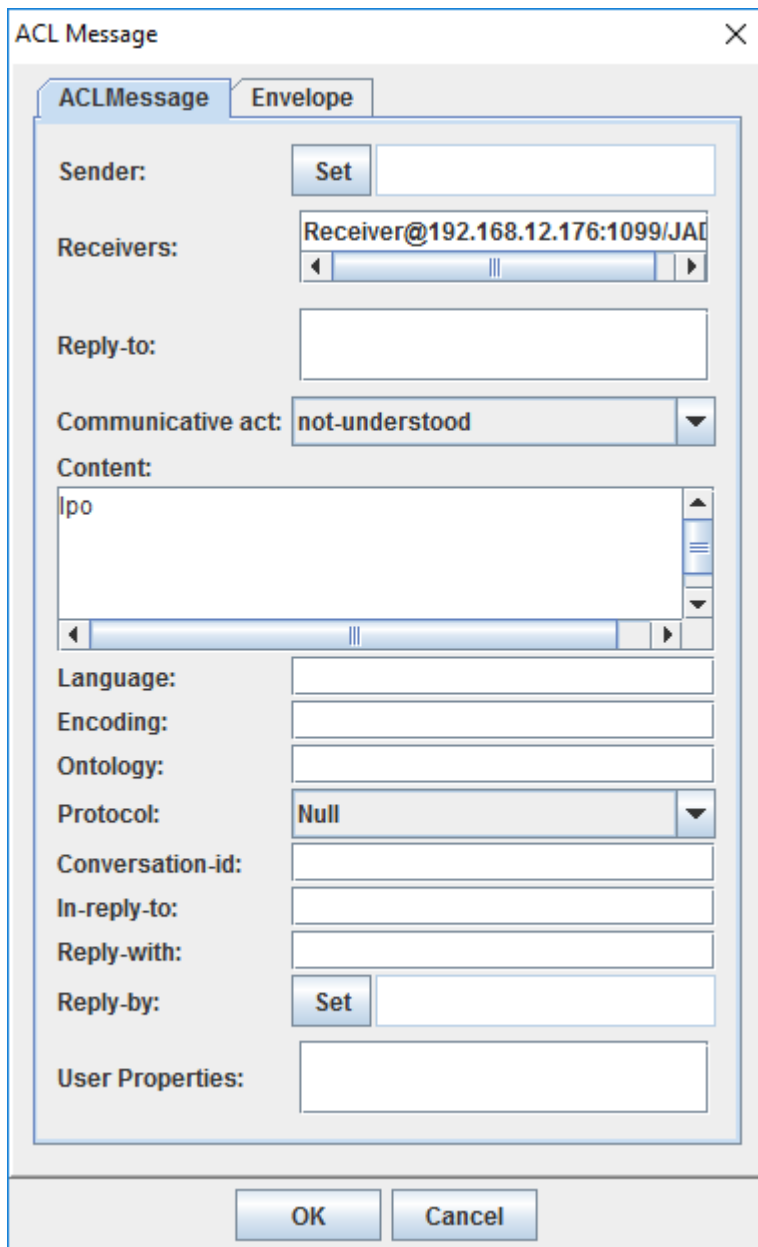 ACL Message
ACLMessage Envelope
Sender: Set
Receivers: Receiver@192.168.12.176:1099/JAD
Reply-to:
Communicative act: not-understood
Content:
Ipo
Language:
Encoding:
Ontology:
Protocol: Null
Conversation-id:
In-reply-to:
Reply-with:
Reply-by: Set
User Properties:
OK Cancel